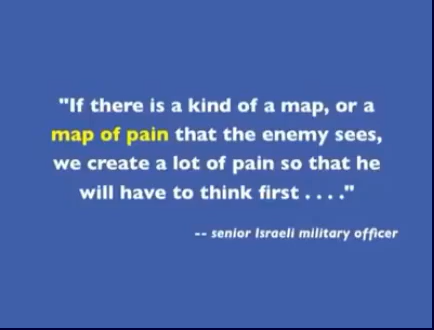 "If there is a kind of a map, or a
map of pain that the enemy sees,
we create a lot of pain so that he
will have to think first . . . ."
-- senior Israeli military officer